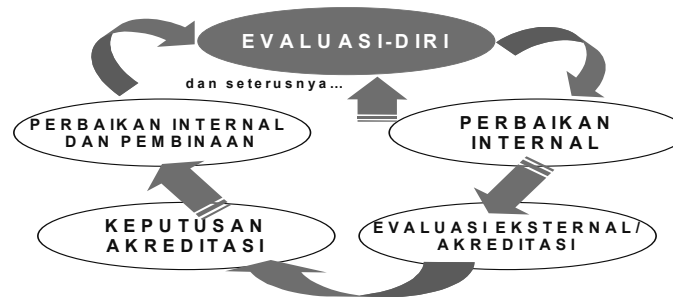 EVALUASI-DIRI
dan seterusnya...
PERBAIKAN INTERNAL
DAN PEMBINAAN
PERBAIKAN
INTERNAL
KEPUTUSAN
AKREDITASI
EVALUASI EKSTERNAL/
AKREDITASI